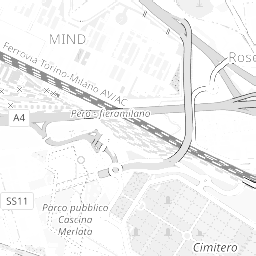 MIND
Ferrovia Torino-Milano AV/AC
Pero - fieramilano
A4
SS11
Parco pubblico
Cascina
Merlata
Cimitero